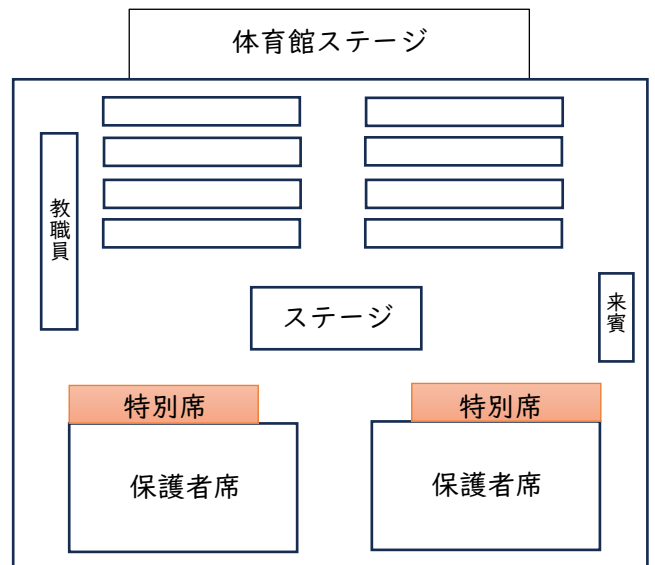 体育館ステージ
教職員
ステージ
来賓
特別席
特別席
保護者席
保護者席